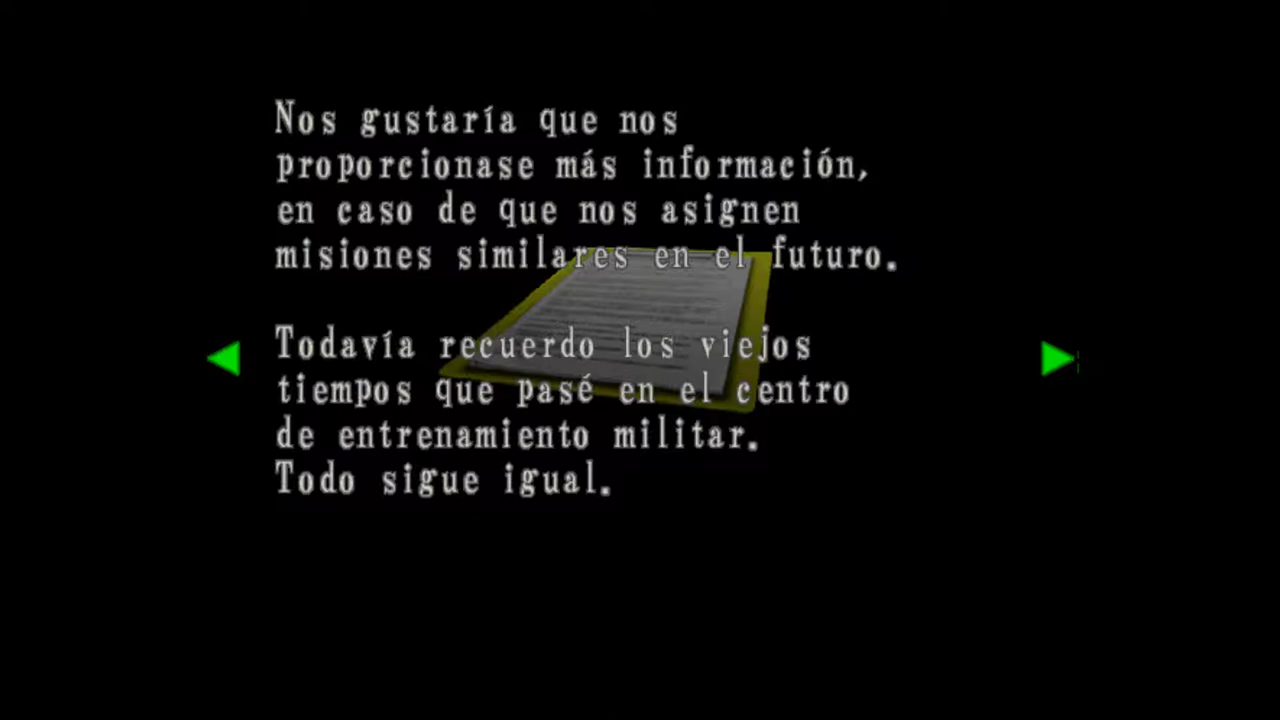 Nos gustaría que nos
proporcionase más información,
en caso de que nos asignen
misiones similares en el futuro.
Todavía recuerdo los viejos
tiempos que pasé en el centro
de entrenamiento militar.
Todo sigue igual.